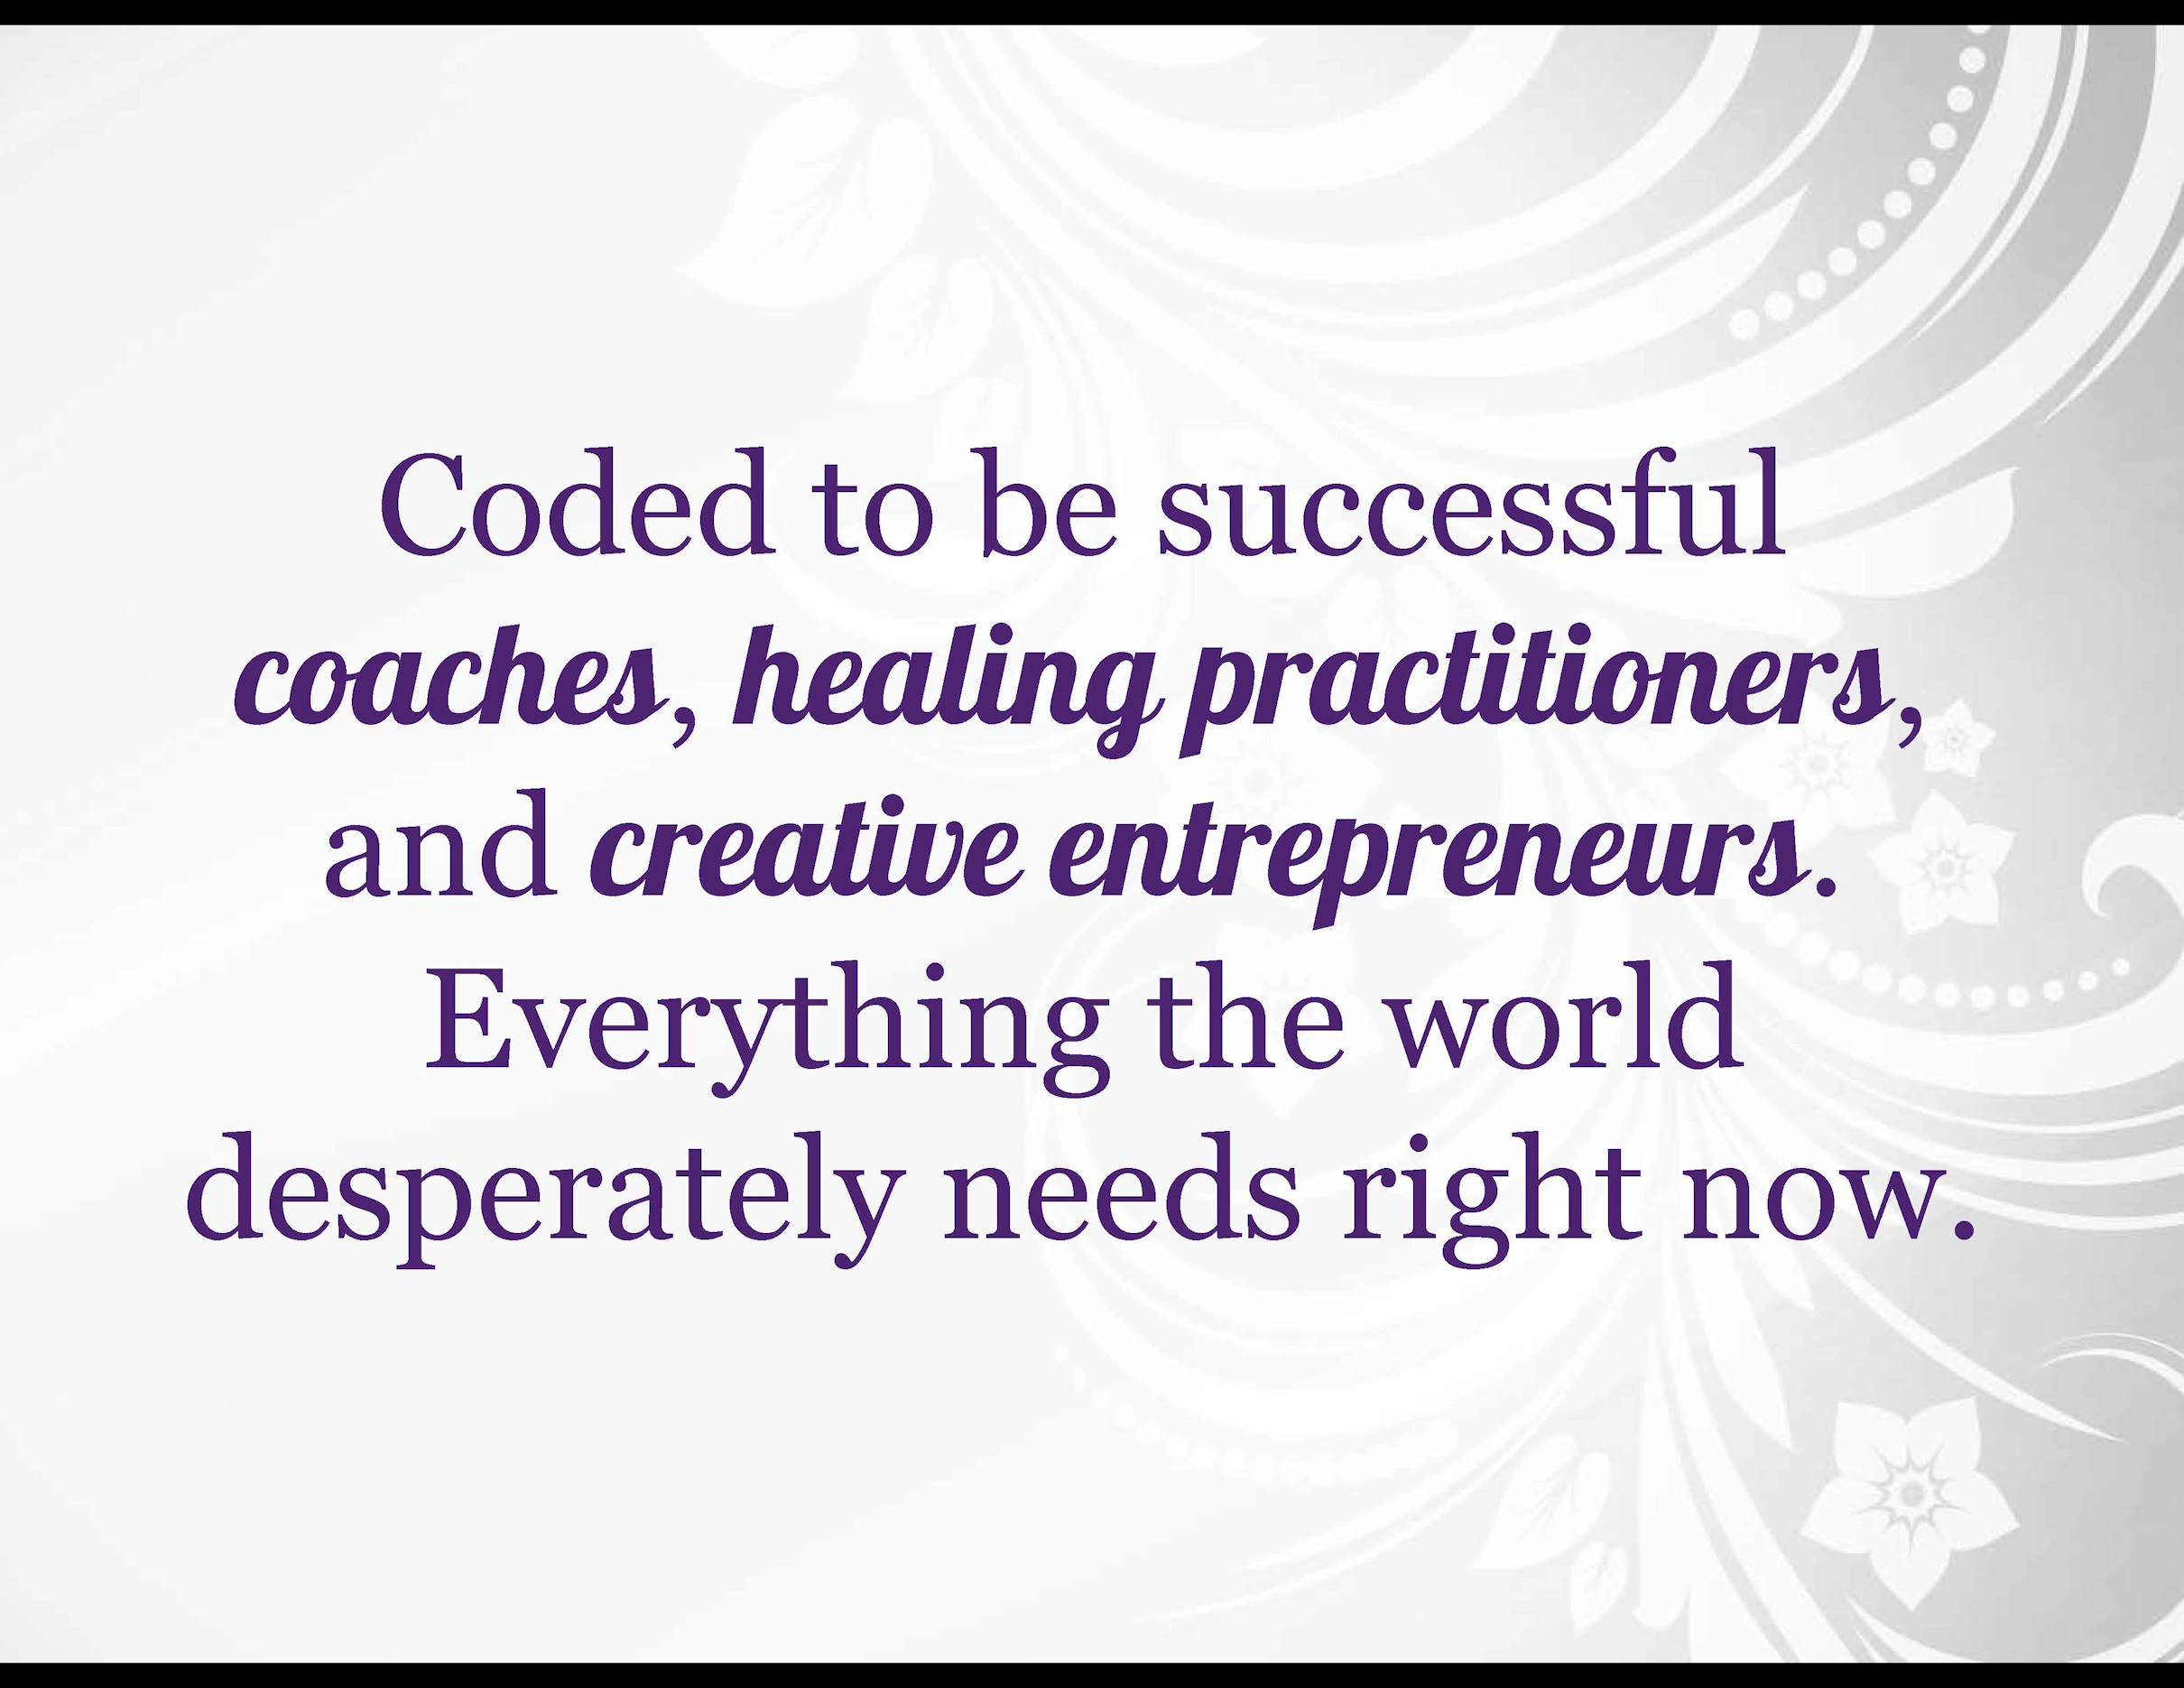 Coded to be successful
coaches, healing practitioners,
and creative entrepreneurs.
Everything the world
desperately needs right now.